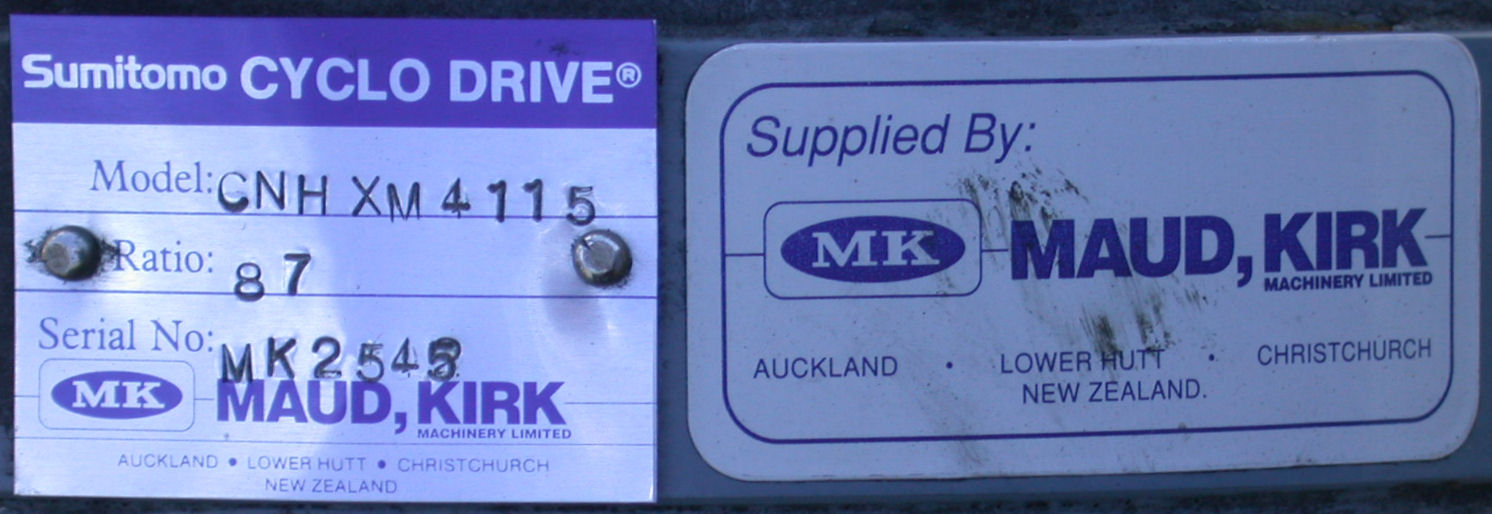 Sumitomo CYCLO DRIVE®
Model: CNH XM 4115
Ratio: 87
Serial No:
MK MAUD, KIRK
MACHINERY LIMITED
AUCKLAND • LOWER HUTT • CHRISTCHURCH
NEW ZEALAND
Supplied By:
MK MAUD, KIRK
MACHINERY LIMITED
AUCKLAND • LOWER HUTT • CHRISTCHURCH
NEW ZEALAND.